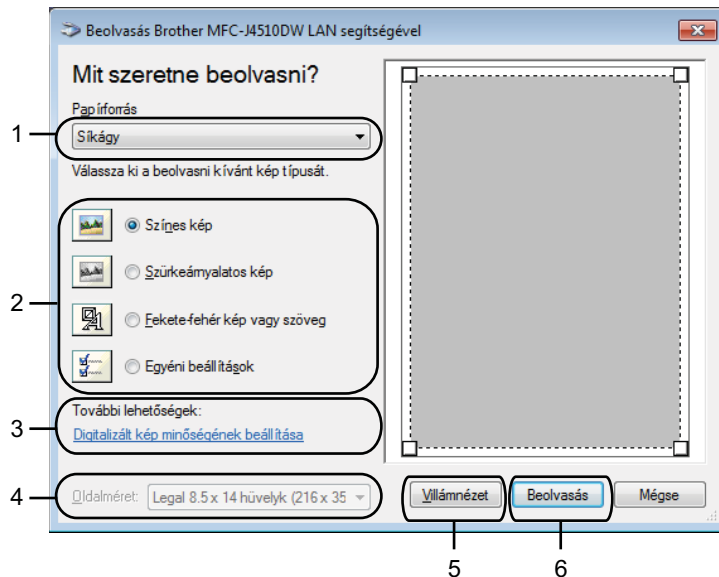 Beolvasás Brother MFC-J4510DW LAN segítségével
Mit szeretne beolvasni?
Papírforrás
1
Síkágy
Válassza ki a beolvasni kívánt kép típusát.
Színes kép
Szürkeárnyalatos kép
2
Fekete-fehér kép vagy szöveg
Egyéni beállítások
További lehetőségek:
3
Digitalizált kép minőségének beállítása
4
Oldalméret:
Legal 8.5 x 14 hüvelyk (216 x 35
Villámnézet
Beolvasás
Mégse
5
6